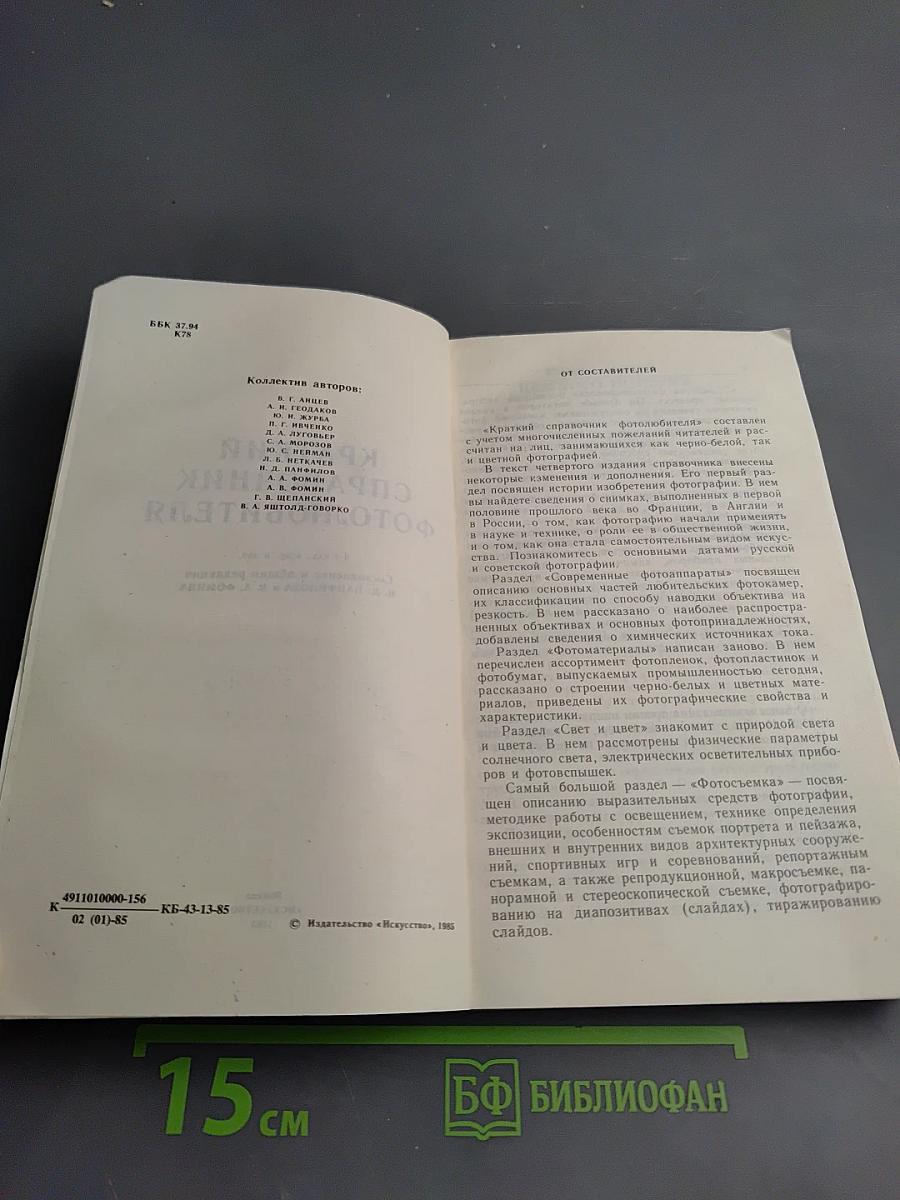 ББК 37.94
К78
Коллектив авторов:
В. Г. АНЦЕВ
А. Н. ГЕОДАКОВ
Ю. Н. ЖУРБА
П. Г. ИВЧЕНКО
Д. А. ЛУГОВЬЕР
С. А. МОРОЗОВ
Ю. С. НЕЙМАН
Л. Б. НЕТКАЧЕВ
Н. Д. ПАНФИЛОВ
А. А. ФОМИН
А. В. ФОМИН
Г. В. ЩЕПАНСКИЙ
В. А. ЯШТОЛД-ГОВОРКО
К 4911010000-156 КБ-43-13-85
02 (01)-85
© Издательство «Искусство», 1985
ОТ СОСТАВИТЕЛЕЙ
«Краткий справочник фотолюбителя» составлен
с учетом многочисленных пожеланий читателей и рас-
считан на лиц, занимающихся как черно-белой, так
и цветной фотографией.
В текст четвертого издания справочника внесены
некоторые изменения и дополнения. Его первый раз-
дел посвящен истории изобретения фотографии. В нем
вы найдете сведения о снимках, выполненных в первой
половине прошлого века во Франции, в Англии и
в России, о том, как фотографию начали применять
в науке и технике, о роли ее в общественной жизни,
и о том, как она стала самостоятельным видом искус-
ства. Познакомитесь с основными датами русской
и советской фотографии.
Раздел «Современные фотоаппараты» посвящен
описанию основных частей любительских фотокамер,
их классификации по способу наводки объектива на
резкость. В нем рассказано о наиболее распростра-
ненных объективах и основных фотопринадлежностях,
добавлены сведения о химических источниках тока.
Раздел «Фотоматериалы» написан заново. В нем
перечислен ассортимент фотопленок, фотопластинок и
фотобумаг, выпускаемых промышленностью сегодня,
рассказано о строении черно-белых и цветных мате-
риалов, приведены их фотографические свойства и
характеристики.
Раздел «Свет и цвет» знакомит с природой света
и цвета. В нем рассмотрены физические параметры
солнечного света, электрических осветительных прибо-
ров и фотовспышек.
Самый большой раздел — «Фотосъемка» — посвя-
щен описанию выразительных средств фотографии,
методике работы с освещением, технике определения
экспозиции, особенностям съемок портрета и пейзажа,
внешних и внутренних видов архитектурных сооруже-
ний, спортивных игр и соревнований, репортажным
съемкам, а также репродукционной, макросъемке, па-
норамной и стереоскопической съемке, фотографиро-
ванию на диапозитивах (слайдах), тиражированию
слайдов.
15 см
БФ БИБЛИОФАН